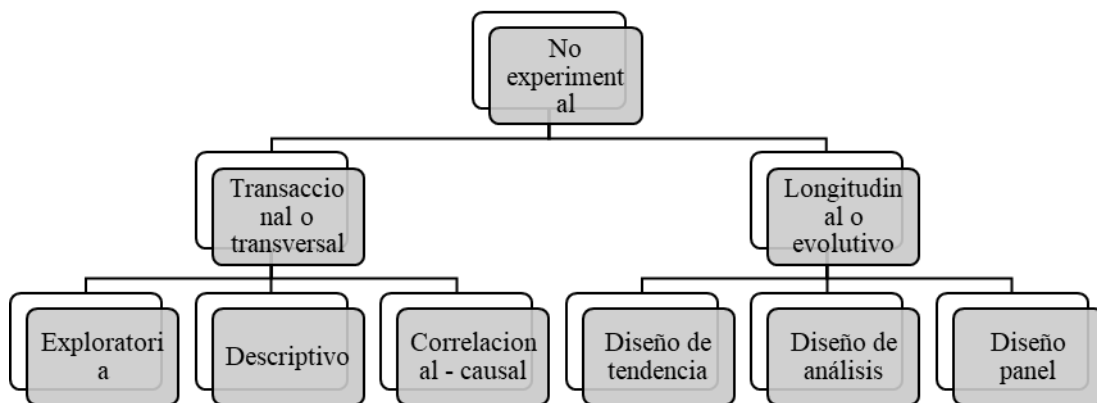 No
experiment
al
Transaccio
nal o
transversal
Longitudin
al o
evolutivo
Exploratori
a
Descriptivo
Correlacion
al - causal
Diseño de
tendencia
Diseño de
análisis
Diseño
panel